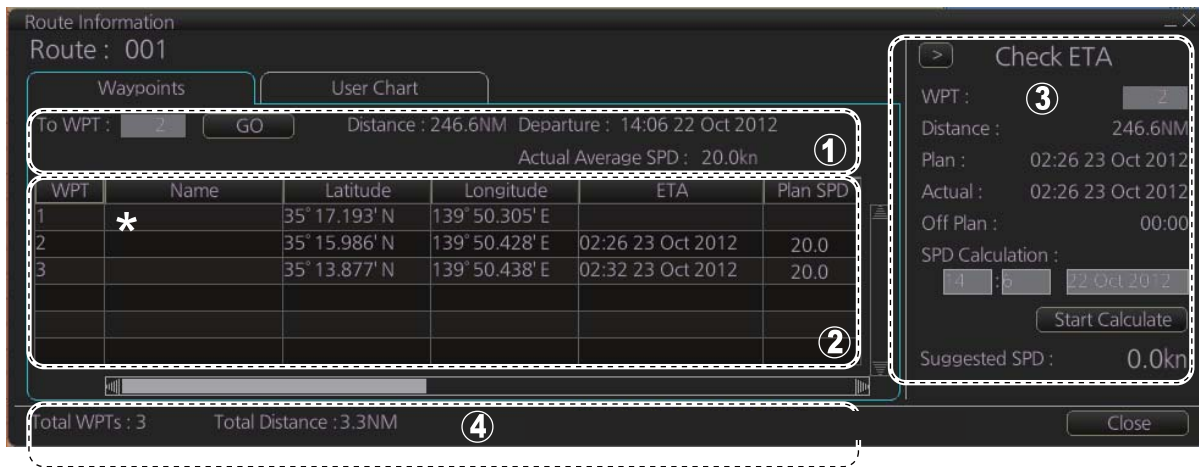 Route Information
Route : 001
Waypoints User Chart
To WPT : 2 GO Distance : 246.6NM Departure : 14:06 22 Oct 2012
Actual Average SPD : 20.0kn
①
WPT Name Latitude Longitude ETA Plan SPD
1 * 35° 17.193' N 139° 50.305' E
2 35° 15.986' N 139° 50.428' E 02:26 23 Oct 2012 20.0
3 35° 13.877' N 139° 50.438' E 02:32 23 Oct 2012 20.0
②
Total WPTs : 3 Total Distance :3.3NM
④
> Check ETA
③
WPT : 2
Distance : 246.6NM
Plan : 02:26 23 Oct 2012
Actual : 02:26 23 Oct 2012
Off Plan : 00:00
SPD Calculation :
14 :6 22 Oct 2012
Start Calculate
Suggested SPD : 0.0kn
Close